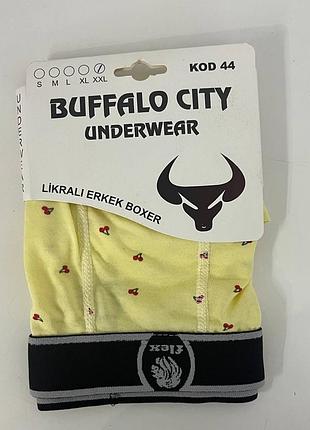 S M L XL XXL
KOD 44
BUFFALO CITY
UNDERWEAR
LİKRALI ERKEK BOXER
flex